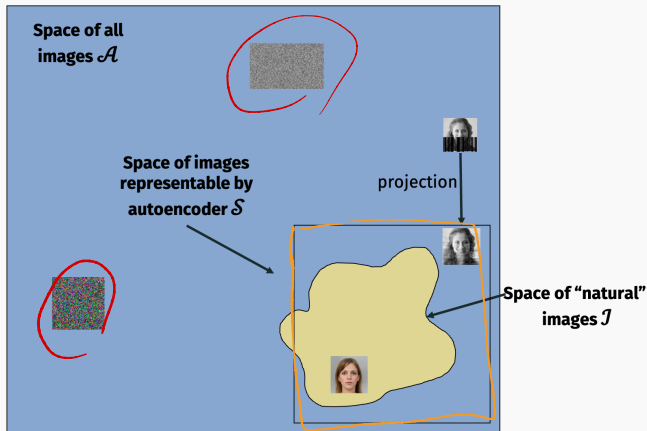 Space of all
images 𝒜
Space of images
representable by
autoencoder 𝒮
projection
Space of “natural”
images ℐ